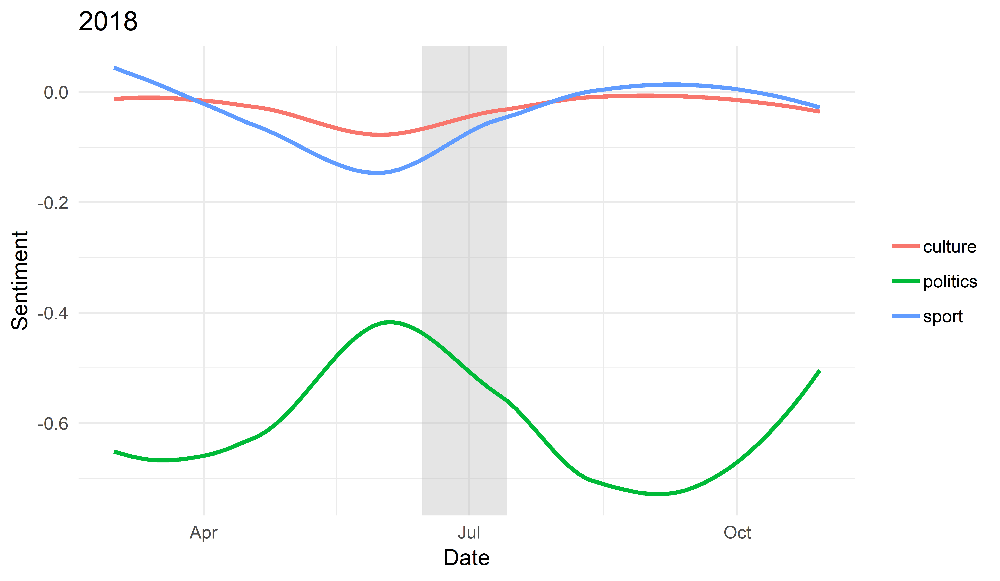 2018
0.0
-0.2
-0.4
-0.6
Sentiment
Apr
Jul
Oct
Date
culture
politics
sport